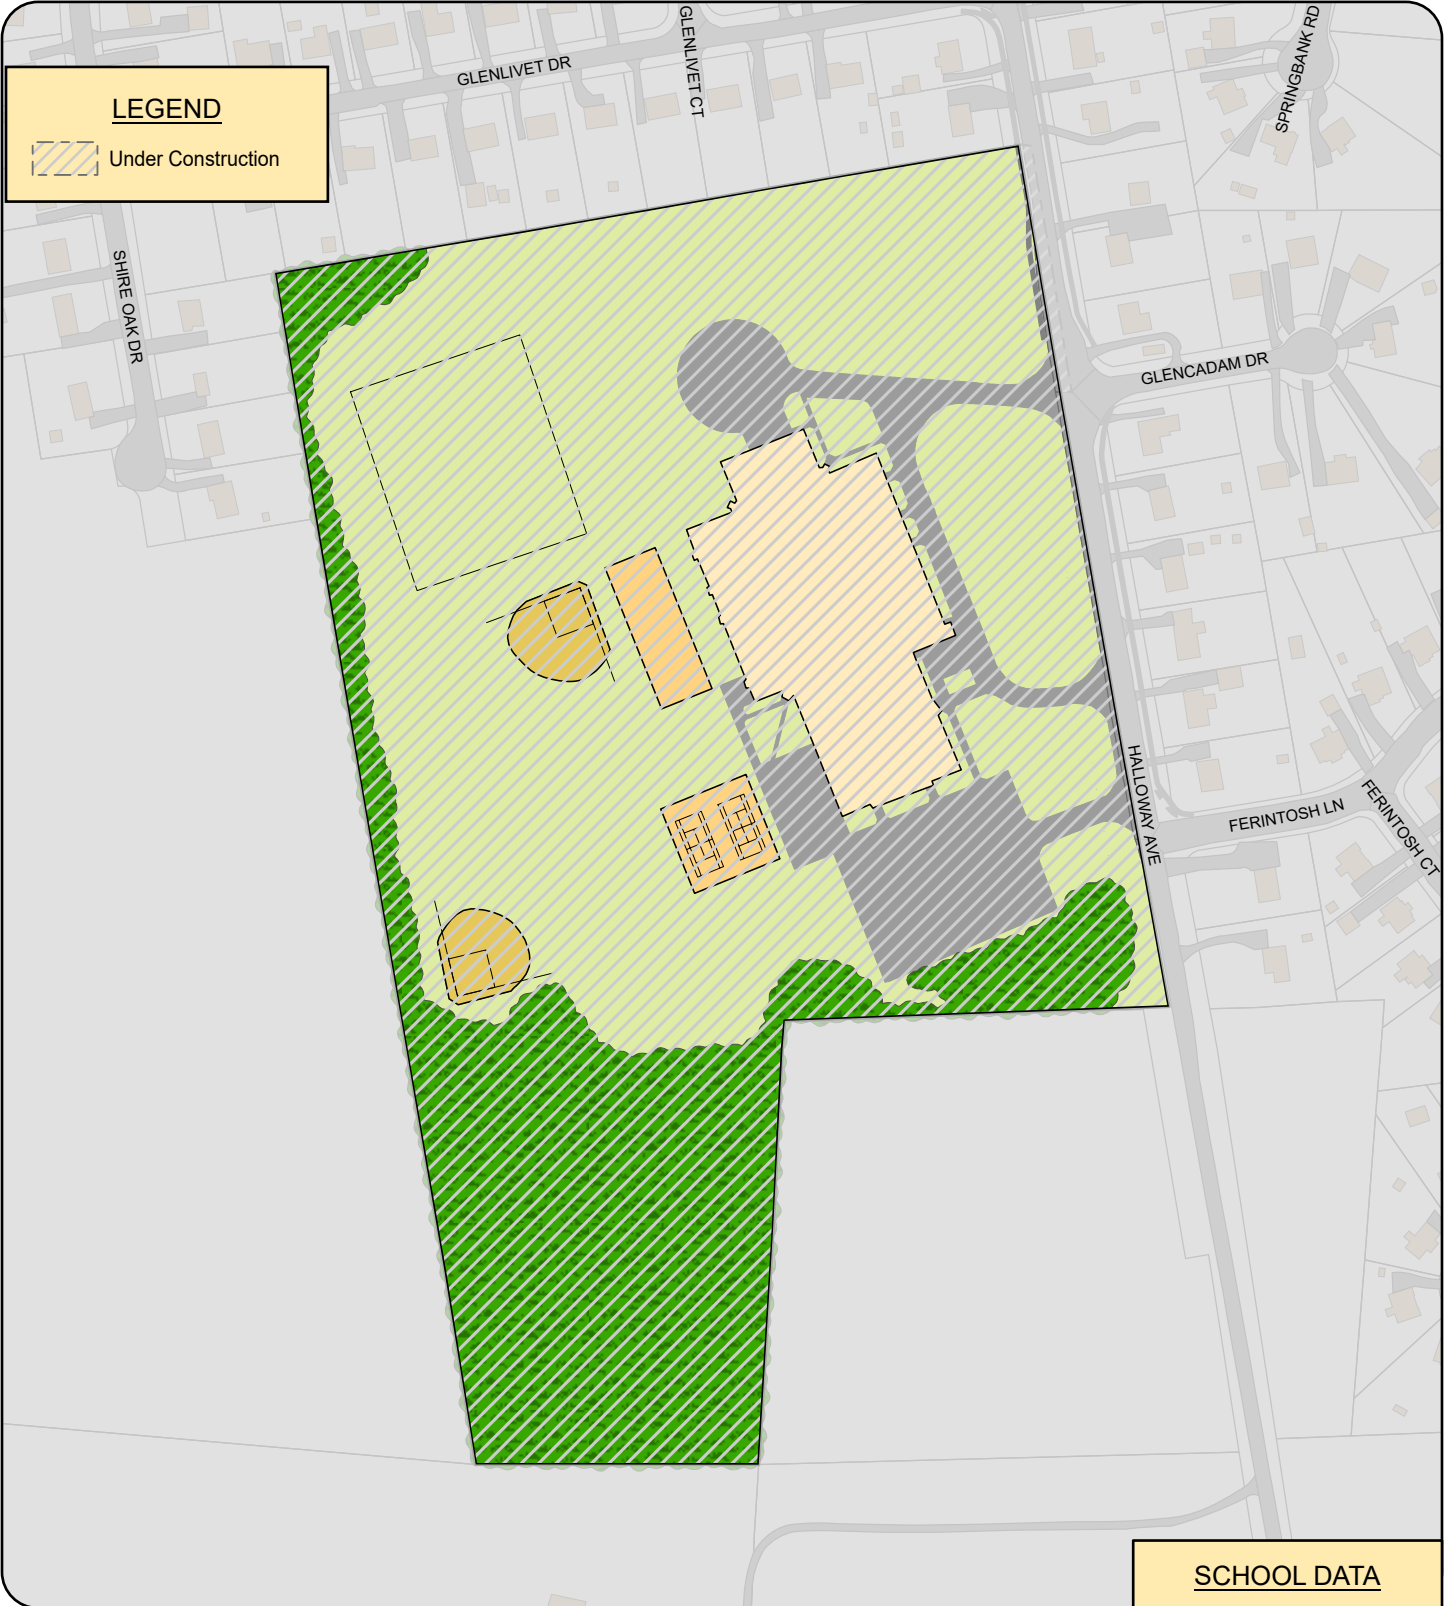 GLENLIVET CT
SPRINGBANK RD
GLENLIVET DR
LEGEND
Under Construction
SHIRE OAK DR
GLENCADAM DR
HALLOWAY AVE
FERINTOSH LN
FERINTOSH CT
SCHOOL DATA